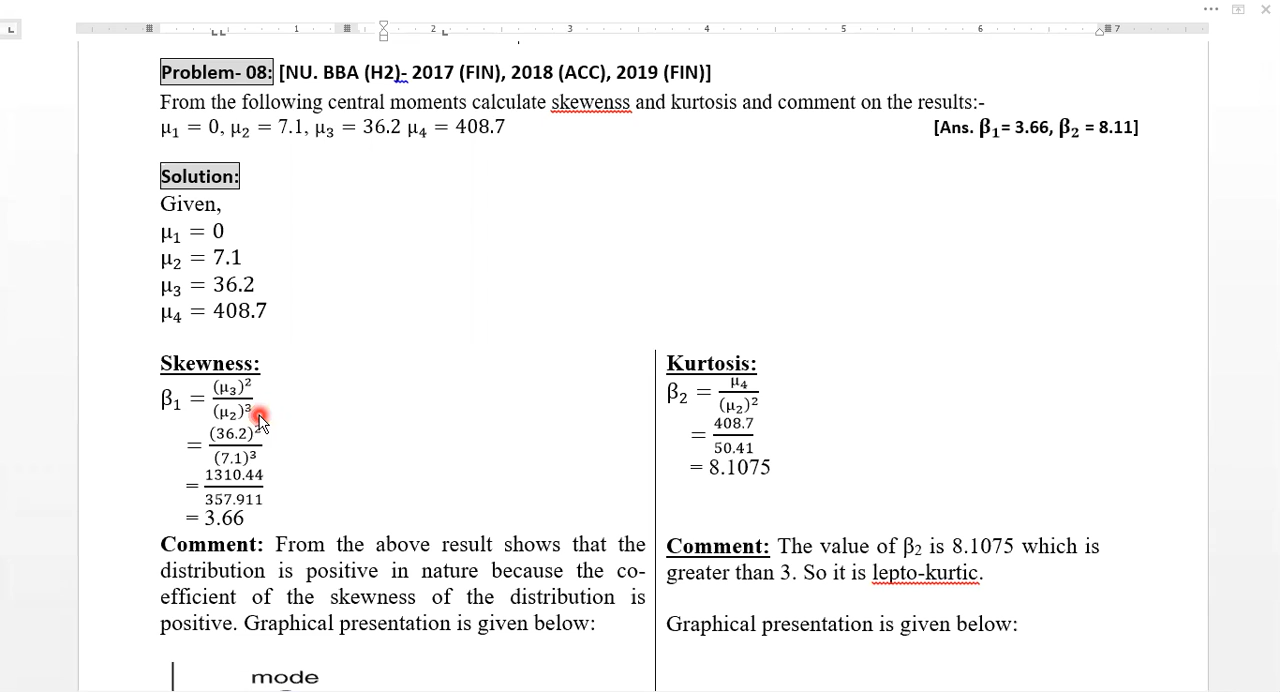 1 2 3 4 5 6 7
Problem- 08: [NU. BBA (H2)- 2017 (FIN), 2018 (ACC), 2019 (FIN)]
From the following central moments calculate skewenss and kurtosis and comment on the results:-
μ₁ = 0, μ₂ = 7.1, μ₃ = 36.2 μ₄ = 408.7 [Ans. β₁= 3.66, β₂ = 8.11]
Solution:
Given,
μ₁ = 0
μ₂ = 7.1
μ₃ = 36.2
μ₄ = 408.7
Skewness:
β₁ = (μ₃)² / (μ₂)³
= (36.2)² / (7.1)³
= 1310.44 / 357.911
= 3.66
Comment: From the above result shows that the
distribution is positive in nature because the co-
efficient of the skewness of the distribution is
positive. Graphical presentation is given below:
mode
Kurtosis:
β₂ = μ₄ / (μ₂)²
= 408.7 / 50.41
= 8.1075
Comment: The value of β₂ is 8.1075 which is
greater than 3. So it is lepto-kurtic.
Graphical presentation is given below: